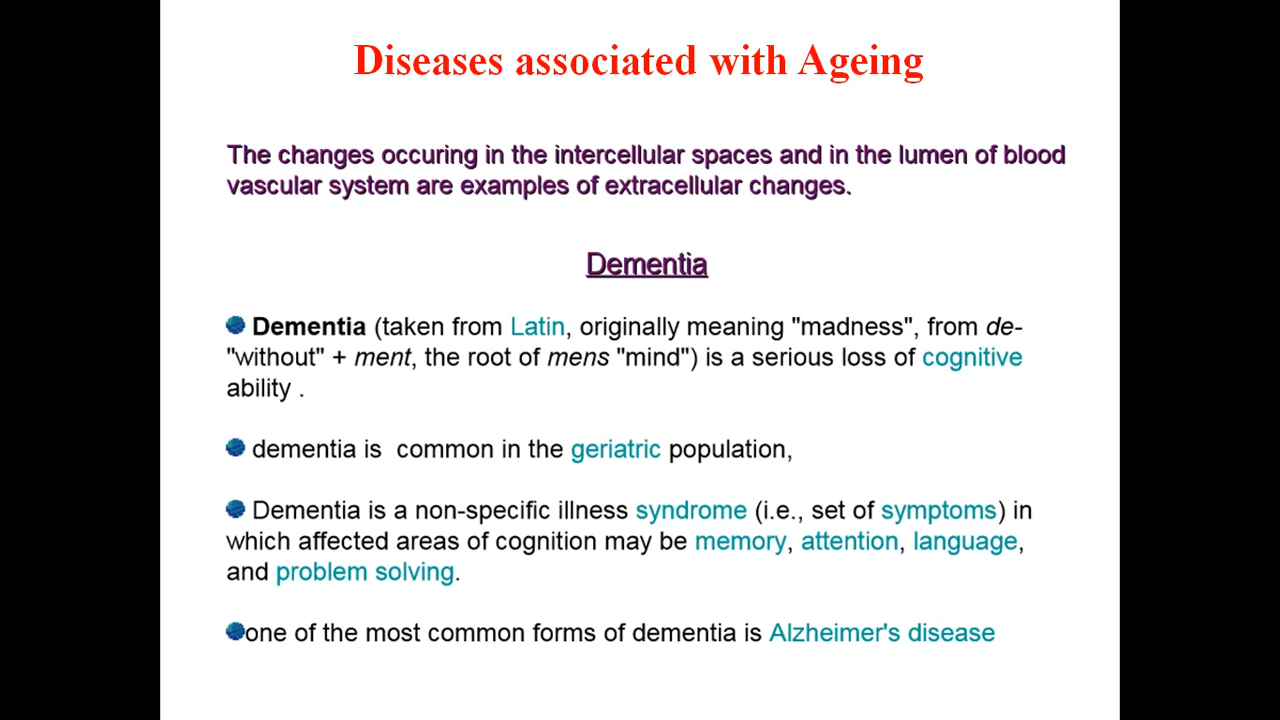 Diseases associated with Ageing
The changes occuring in the intercellular spaces and in the lumen of blood
vascular system are examples of extracellular changes.
Dementia
Dementia (taken from Latin, originally meaning "madness", from de-
"without" + ment, the root of mens "mind") is a serious loss of cognitive
ability .
dementia is  common in the geriatric population,
Dementia is a non-specific illness syndrome (i.e., set of symptoms) in
which affected areas of cognition may be memory, attention, language,
and problem solving.
one of the most common forms of dementia is Alzheimer's disease